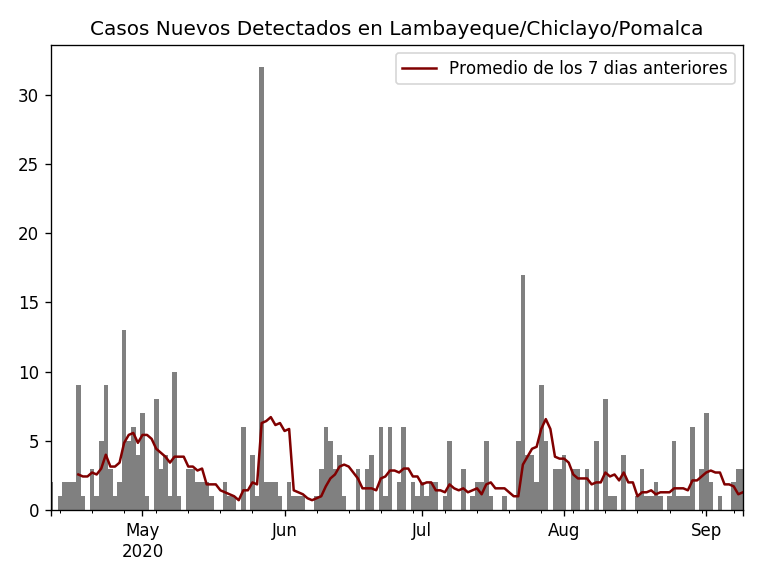 Casos Nuevos Detectados en Lambayeque/Chiclayo/Pomalca
Promedio de los 7 dias anteriores
30
25
20
15
10
5
0
May Jun Jul Aug Sep
2020